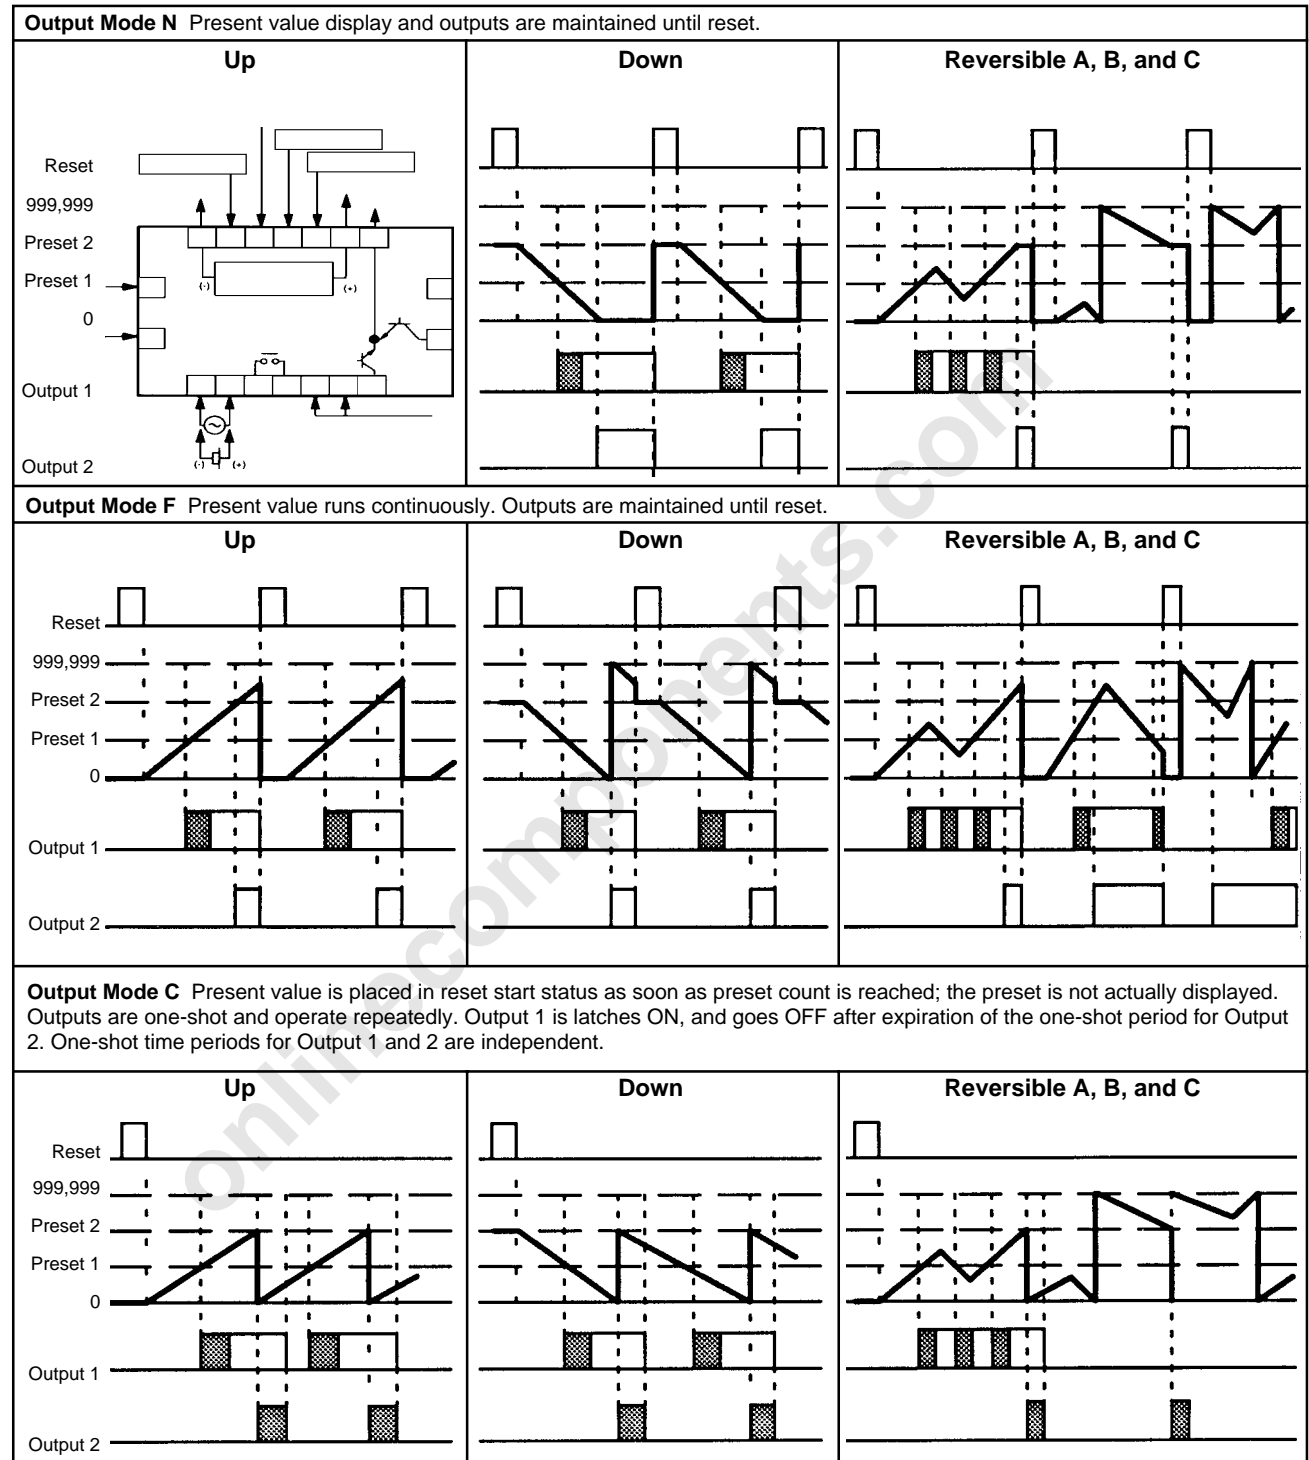 Output Mode N Present value display and outputs are maintained until reset.
Up
Down
Reversible A, B, and C
Reset
999,999
Preset 2
Preset 1
0
(-)
(+)
Output 1
Output 2
(-)
(+)
Output Mode F Present value runs continuously. Outputs are maintained until reset.
Up
Down
Reversible A, B, and C
Reset
999,999
Preset 2
Preset 1
0
Output 1
Output 2
Output Mode C Present value is placed in reset start status as soon as preset count is reached; the preset is not actually displayed.
Outputs are one-shot and operate repeatedly. Output 1 is latches ON, and goes OFF after expiration of the one-shot period for Output
2. One-shot time periods for Output 1 and 2 are independent.
Up
Down
Reversible A, B, and C
Reset
999,999
Preset 2
Preset 1
0
Output 1
Output 2
onlinecomponents.com